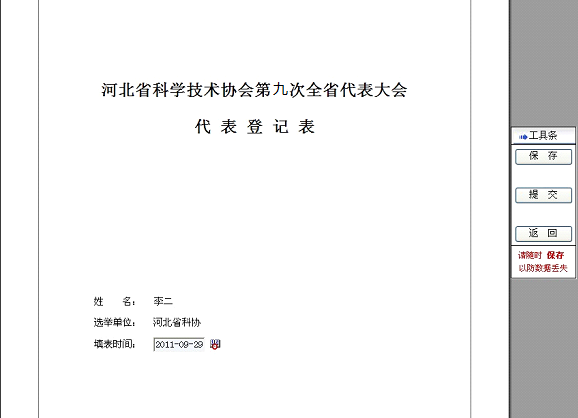 河北省科学技术协会第九次全省代表大会
代 表 登 记 表
工具条
保 存
提 交
返 回
请随时 保存
以防数据丢失
姓 名： 李二
选举单位： 河北省科协
填表时间： 2011-09-29